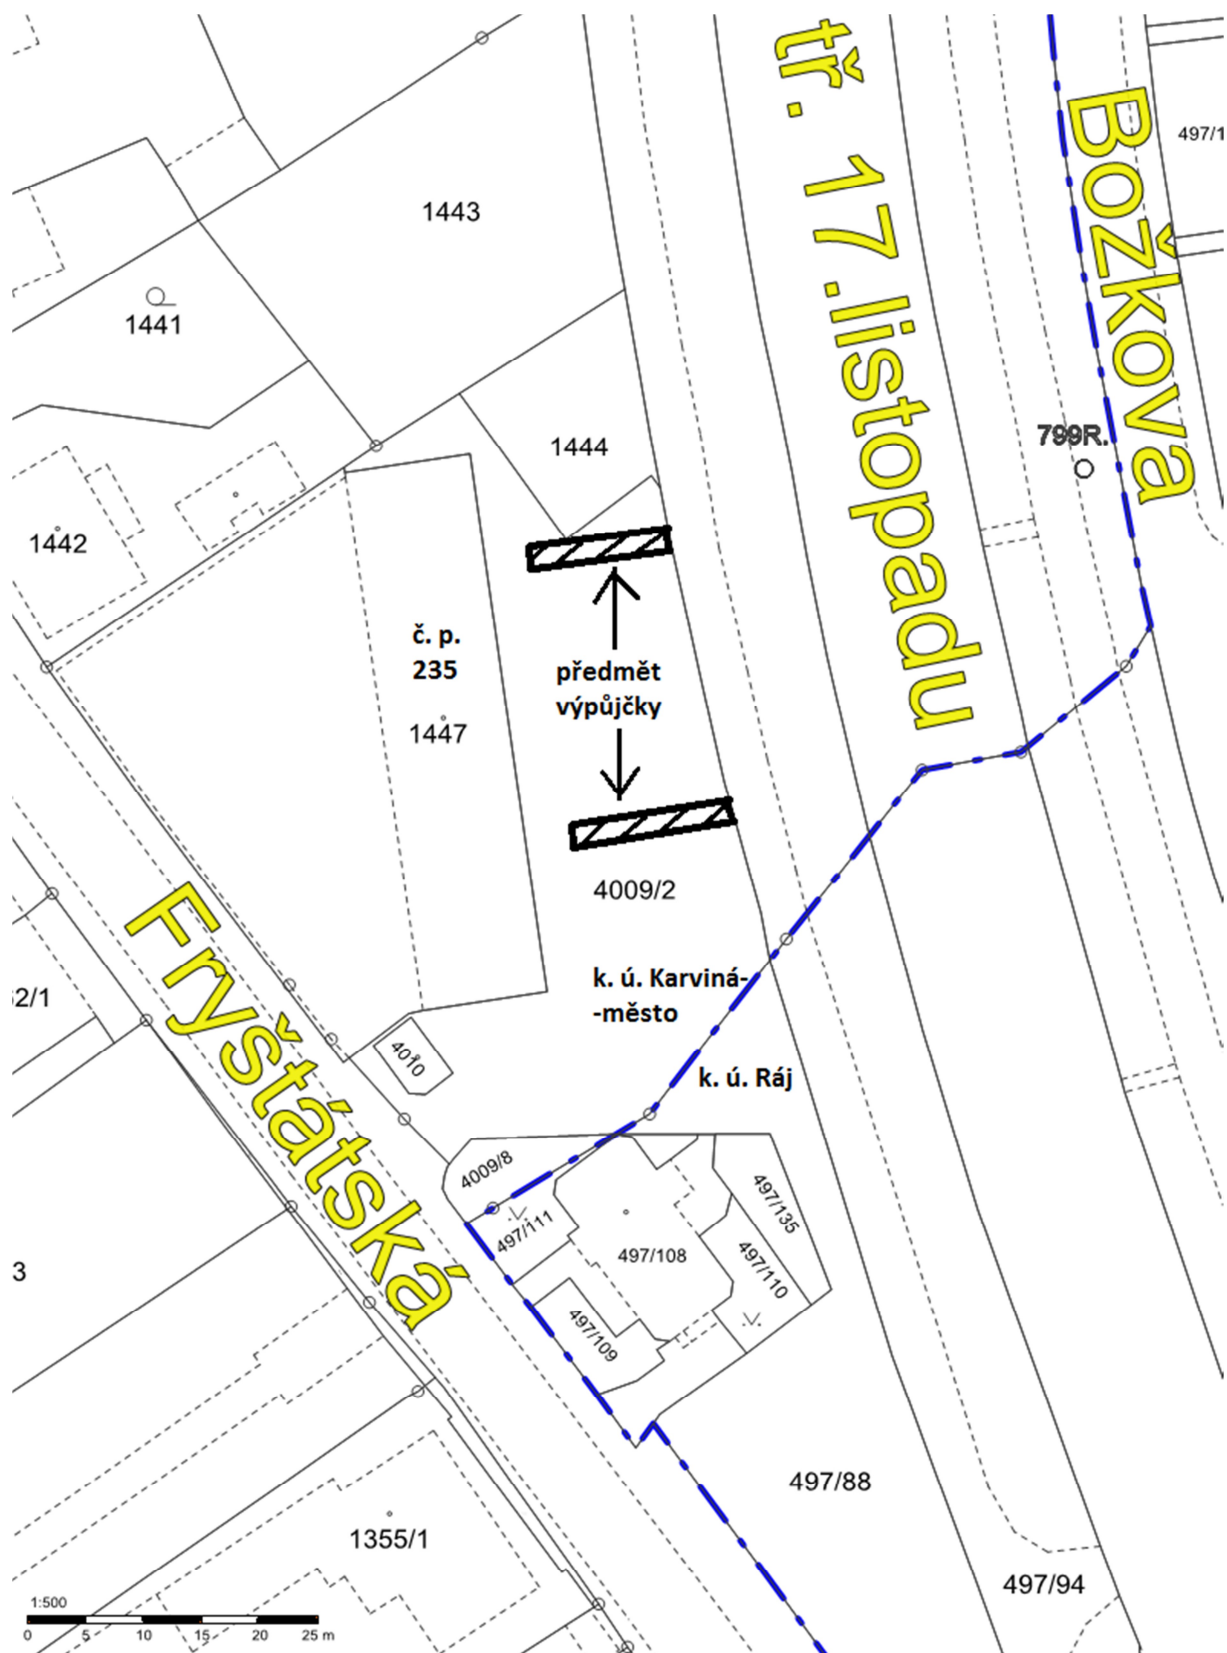 tř. 17.listopadu
Božkova
497/1
1443
1441
1444
799R.
1442
č. p.
235
předmět
výpůjčky
1447
4009/2
Fryštátská
2/1
k. ú. Karviná-
-město
4010
k. ú. Ráj
4009/8
497/135
497/111
497/108
497/110
3
497/109
497/88
1355/1
497/94
1:500
0 5 10 15 20 25 m